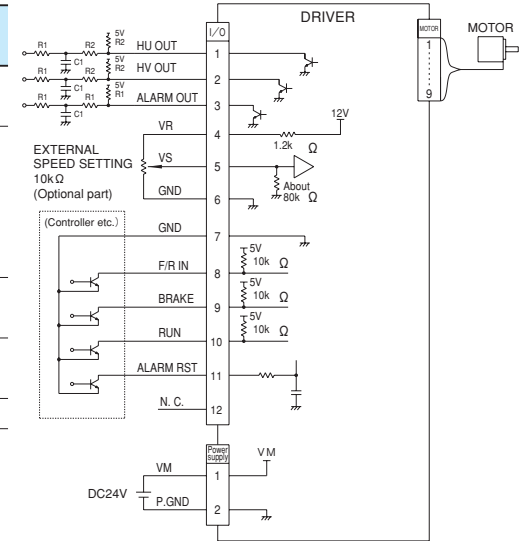 DRIVER
I/O
MOTOR
MOTOR
1
9
R1
R2
5V
R2
HU OUT
1
C1
R1
R2
5V
R2
HV OUT
2
C1
R1
R1
5V
R1
ALARM OUT
3
C1
12V
VR
4
1.2k Ω
EXTERNAL
SPEED SETTING
10kΩ
(Optional part)
VS
5
About
80k Ω
GND
6
(Controller etc.)
GND
7
5V
10k Ω
F/R IN
8
5V
10k Ω
BRAKE
9
5V
10k Ω
RUN
10
ALARM RST
11
N. C.
12
Power
supply
VM
VM
1
DC24V
P.GND
2